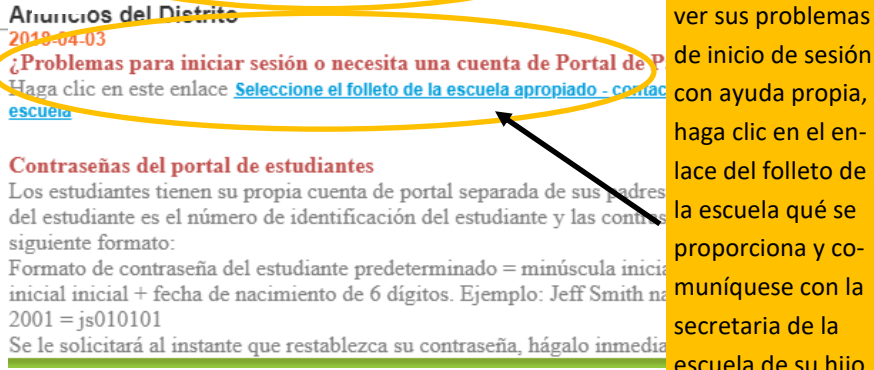 Anuncios del Distrito
2018-04-03
¿Problemas para iniciar sesión o necesita una cuenta de Portal de P
Haga clic en este enlace Seleccione el folleto de la escuela apropiado - contac
escuela
Contraseñas del portal de estudiantes
Los estudiantes tienen su propia cuenta de portal separada de sus padres
del estudiante es el número de identificación del estudiante y las contras
siguiente formato:
Formato de contraseña del estudiante predeterminado = minúscula inicia
inicial inicial + fecha de nacimiento de 6 dígitos. Ejemplo: Jeff Smith na
2001 = js010101
Se le solicitará al instante que restablezca su contraseña, hágalo inmedia
ver sus problemas
de inicio de sesión
con ayuda propia,
haga clic en el en-
lace del folleto de
la escuela qué se
proporciona y co-
muníquese con la
secretaria de la
escuela de su hijo